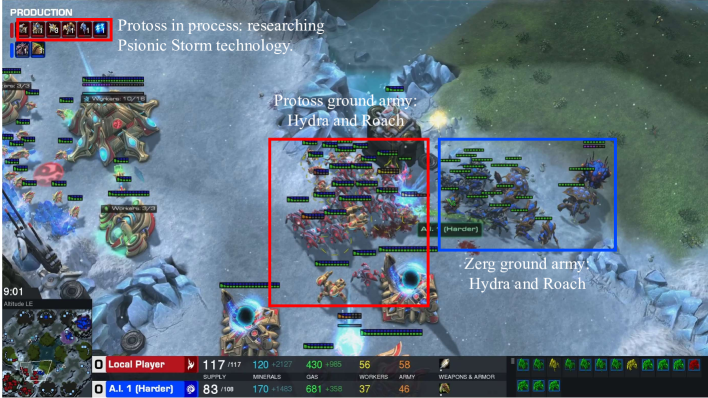 PRODUCTION
Protoss in process: researching
Psionic Storm technology.
Workers: 10/16
Protoss ground army:
Hydra and Roach
Workers: 3/3
A.I. 1 (Harder)
Zerg ground army:
Hydra and Roach
9:01
Altitude LE
0 Local Player 117 /117 120 +2127 430 +965 56 58
SUPPLY MINERALS GAS WORKERS ARMY WEAPONS & ARMOR
0 A.I. 1 (Harder) 83 /108 170 +1483 681 +358 37 46